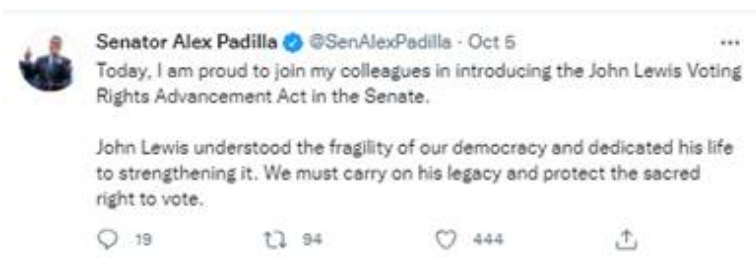 Senator Alex Padilla @SenAlexPadilla · Oct 5 ...
Today, I am proud to join my colleagues in introducing the John Lewis Voting
Rights Advancement Act in the Senate.
John Lewis understood the fragility of our democracy and dedicated his life
to strengthening it. We must carry on his legacy and protect the sacred
right to vote.
19 94 444